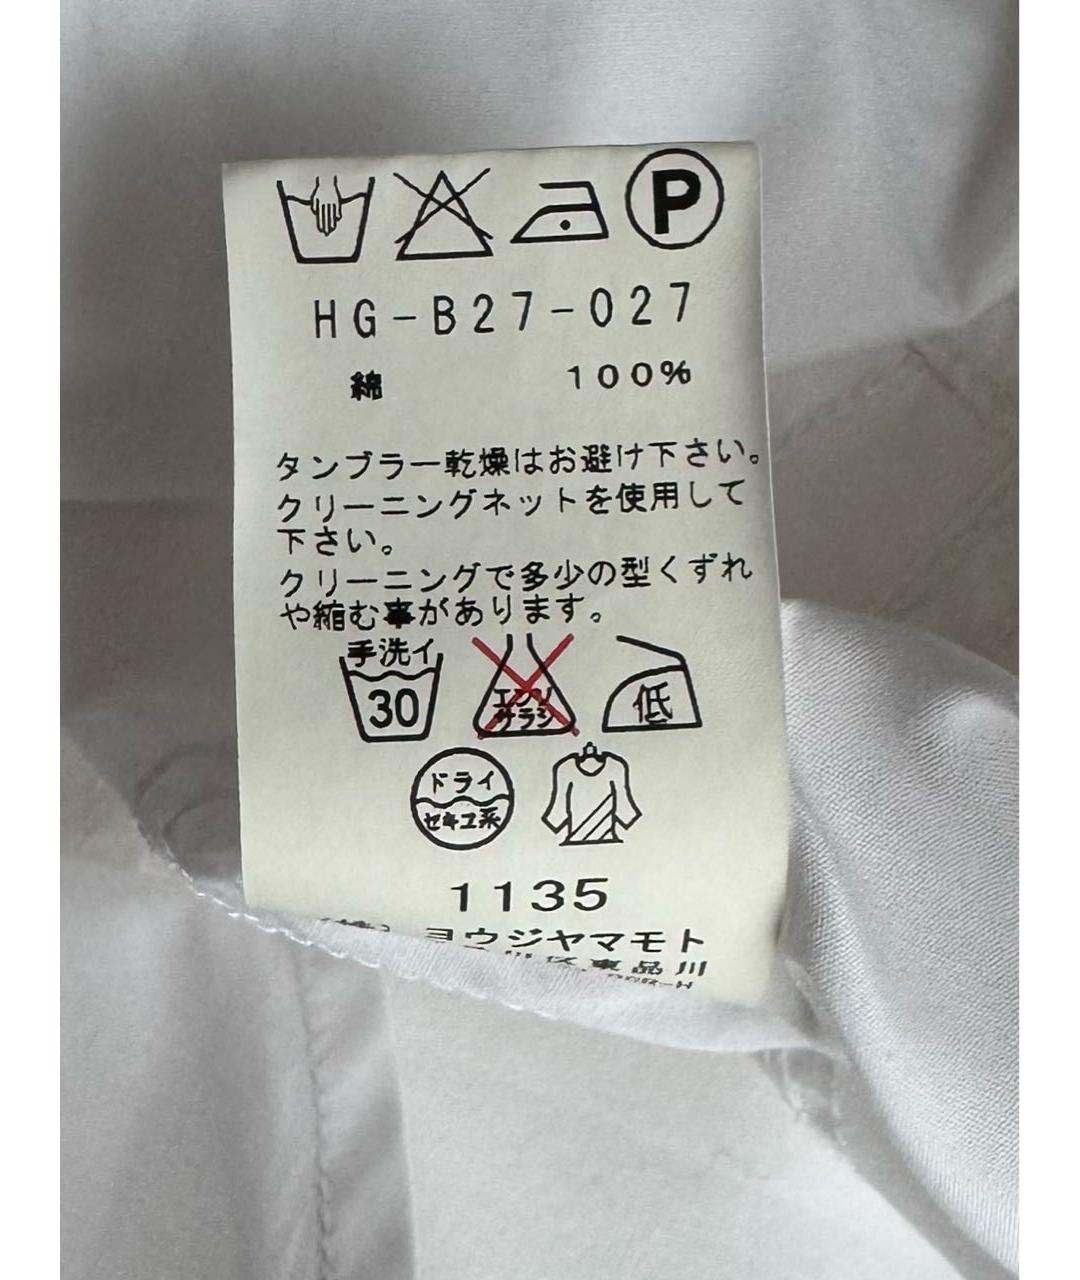 P
HG-B27-027
綿 100%
タンブラー乾燥はお避け下さい。
クリーニングネットを使用して
下さい。
クリーニングで多少の型くずれ
や縮む事があります。
手洗イ
30
エンソ
サラシ
低
ドライ
セキユ系
1135
ヨウジヤマモト
東品川